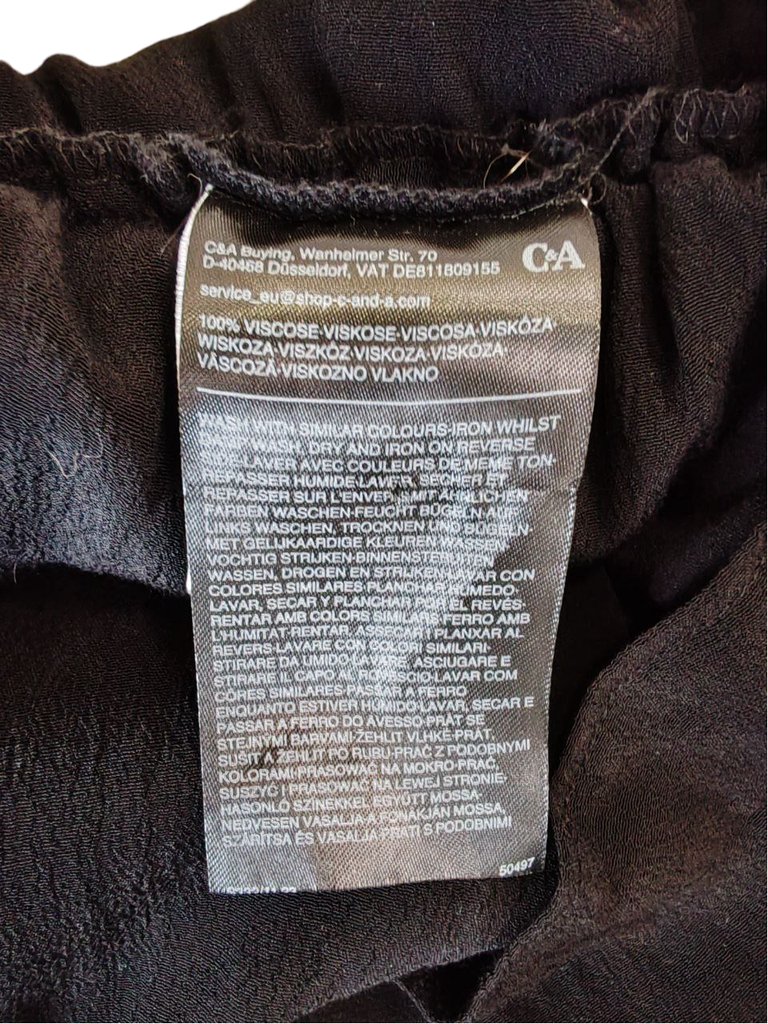 C&A Buying, Wanheimer Str. 70
D-40468 Düsseldorf, VAT DE811809155
C&A
service_eu@shop-c-and-a.com
100% VISCOSE·VISKOSE·VISCOSA·VISKÓZA·
WISKOZA·VISZKÓZ·VISKOZA·VISKÓZA·
VÂSCOZĂ·VISKOZNO VLAKNO
WASH WITH SIMILAR COLOURS·IRON WHILST
DAMP·WASH, DRY AND IRON ON REVERSE
LAVER AVEC COULEURS DE MEME TON·
REPASSER HUMIDE·LAVER, SECHER ET
REPASSER SUR L'ENVERS·MIT ÄHNLICHEN
FARBEN WASCHEN·FEUCHT BÜGELN·AUF
LINKS WASCHEN, TROCKNEN UND BÜGELN·
MET GELIJKAARDIGE KLEUREN WASSEN·
VOCHTIG STRIJKEN·BINNENSTEBUITEN
WASSEN, DROGEN EN STRIJKEN·LAVAR CON
COLORES SIMILARES·PLANCHAR HÚMEDO·
LAVAR, SECAR Y PLANCHAR POR EL REVÉS·
RENTAR AMB COLORS SIMILARS·FERRO AMB
L'HUMITAT·RENTAR, ASSECAR I PLANXAR AL
REVERS·LAVARE CON COLORI SIMILARI·
STIRARE DA UMIDO·LAVARE, ASCIUGARE E
STIRARE IL CAPO AL ROVESCIO·LAVAR COM
CORES SIMILARES·PASSAR A FERRO
ENQUANTO ESTIVER HÚMIDO·LAVAR, SECAR E
PASSAR A FERRO DO AVESSO·PRÁT SE
STEJNÝMI BARVAMI·ŽEHLIT VLHKÉ·PRÁT,
SUŠIT A ŽEHLIT PO RUBU·PRAĆ Z PODOBNYMI
KOLORAMI·PRASOWAĆ NA MOKRO·PRAĆ,
SUSZYĆ I PRASOWAĆ NA LEWEJ STRONIE·
HASONLÓ SZÍNEKKEL EGYÜTT MOSSA·
NEDVESEN VASALJA·A FONÁKJÁN MOSSA,
SZÁRÍTSA ÉS VASALJA·PRATI S PODOBNIMI
50497